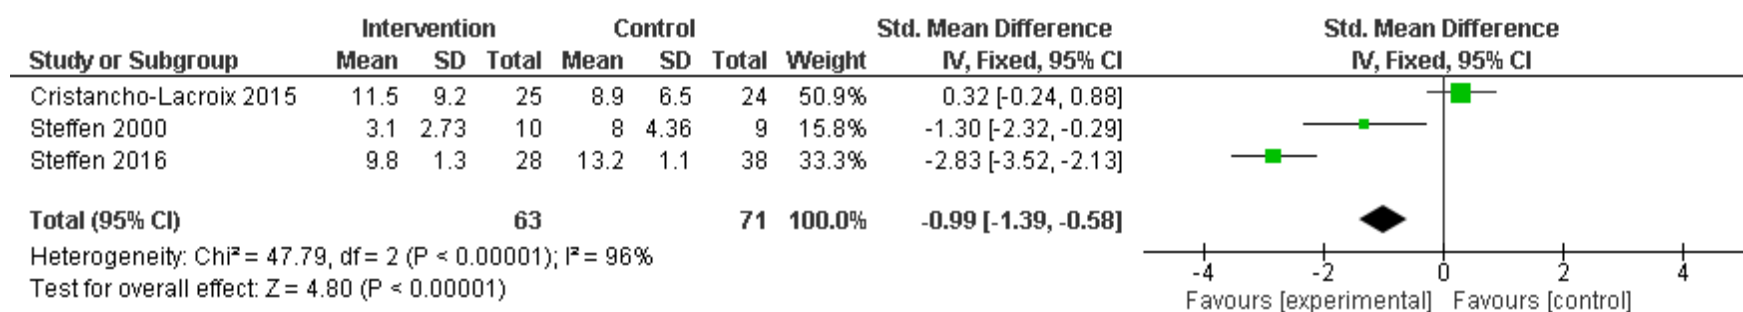 Intervention Control Std. Mean Difference Std. Mean Difference
Study or Subgroup Mean SD Total Mean SD Total Weight IV, Fixed, 95% CI IV, Fixed, 95% CI
Cristancho-Lacroix 2015 11.5 9.2 25 8.9 6.5 24 50.9% 0.32 [-0.24, 0.88]
Steffen 2000 3.1 2.73 10 8 4.36 9 15.8% -1.30 [-2.32, -0.29]
Steffen 2016 9.8 1.3 28 13.2 1.1 38 33.3% -2.83 [-3.52, -2.13]
Total (95% CI) 63 71 100.0% -0.99 [-1.39, -0.58]
Heterogeneity: Chi² = 47.79, df = 2 (P < 0.00001); I² = 96%
Test for overall effect: Z = 4.80 (P < 0.00001)
-4 -2 0 2 4
Favours [experimental] Favours [control]